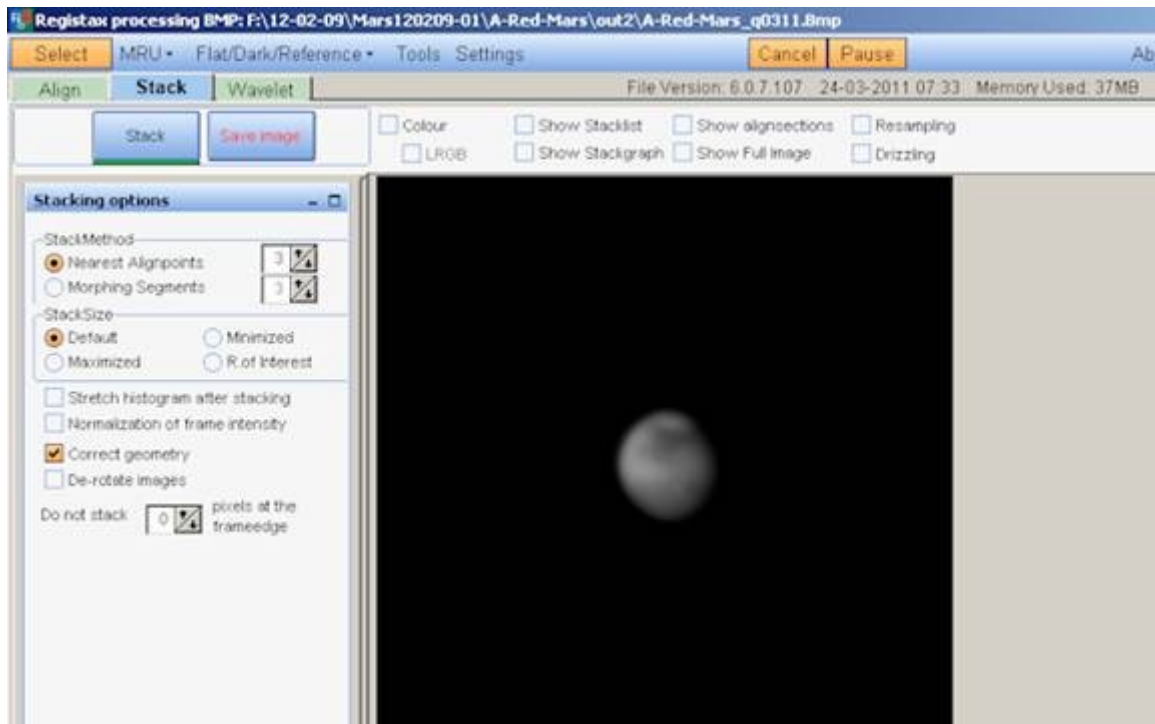 Registax processing BMP: F:\12-02-09\Mars120209-01\A-Red-Mars\out2\A-Red-Mars_q0311.Bmp
Select MRU Flat/Dark/Reference Tools Settings Cancel Pause Ab
Align Stack Wavelet File Version: 6.0.7.107 24-03-2011 07:33 Memory Used: 37MB
Stack Save image Colour Show Stacklist Show alignsections Resampling
LRGB Show Stackgraph Show Full Image Drizzling
Stacking options
StackMethod
Nearest Alignpoints 3
Morphing Segments 3
StackSize
Default Minimized
Maximized R.of Interest
Stretch histogram after stacking
Normalization of frame intensity
Correct geometry
De-rotate images
Do not stack 0 pixels at the
frameedge